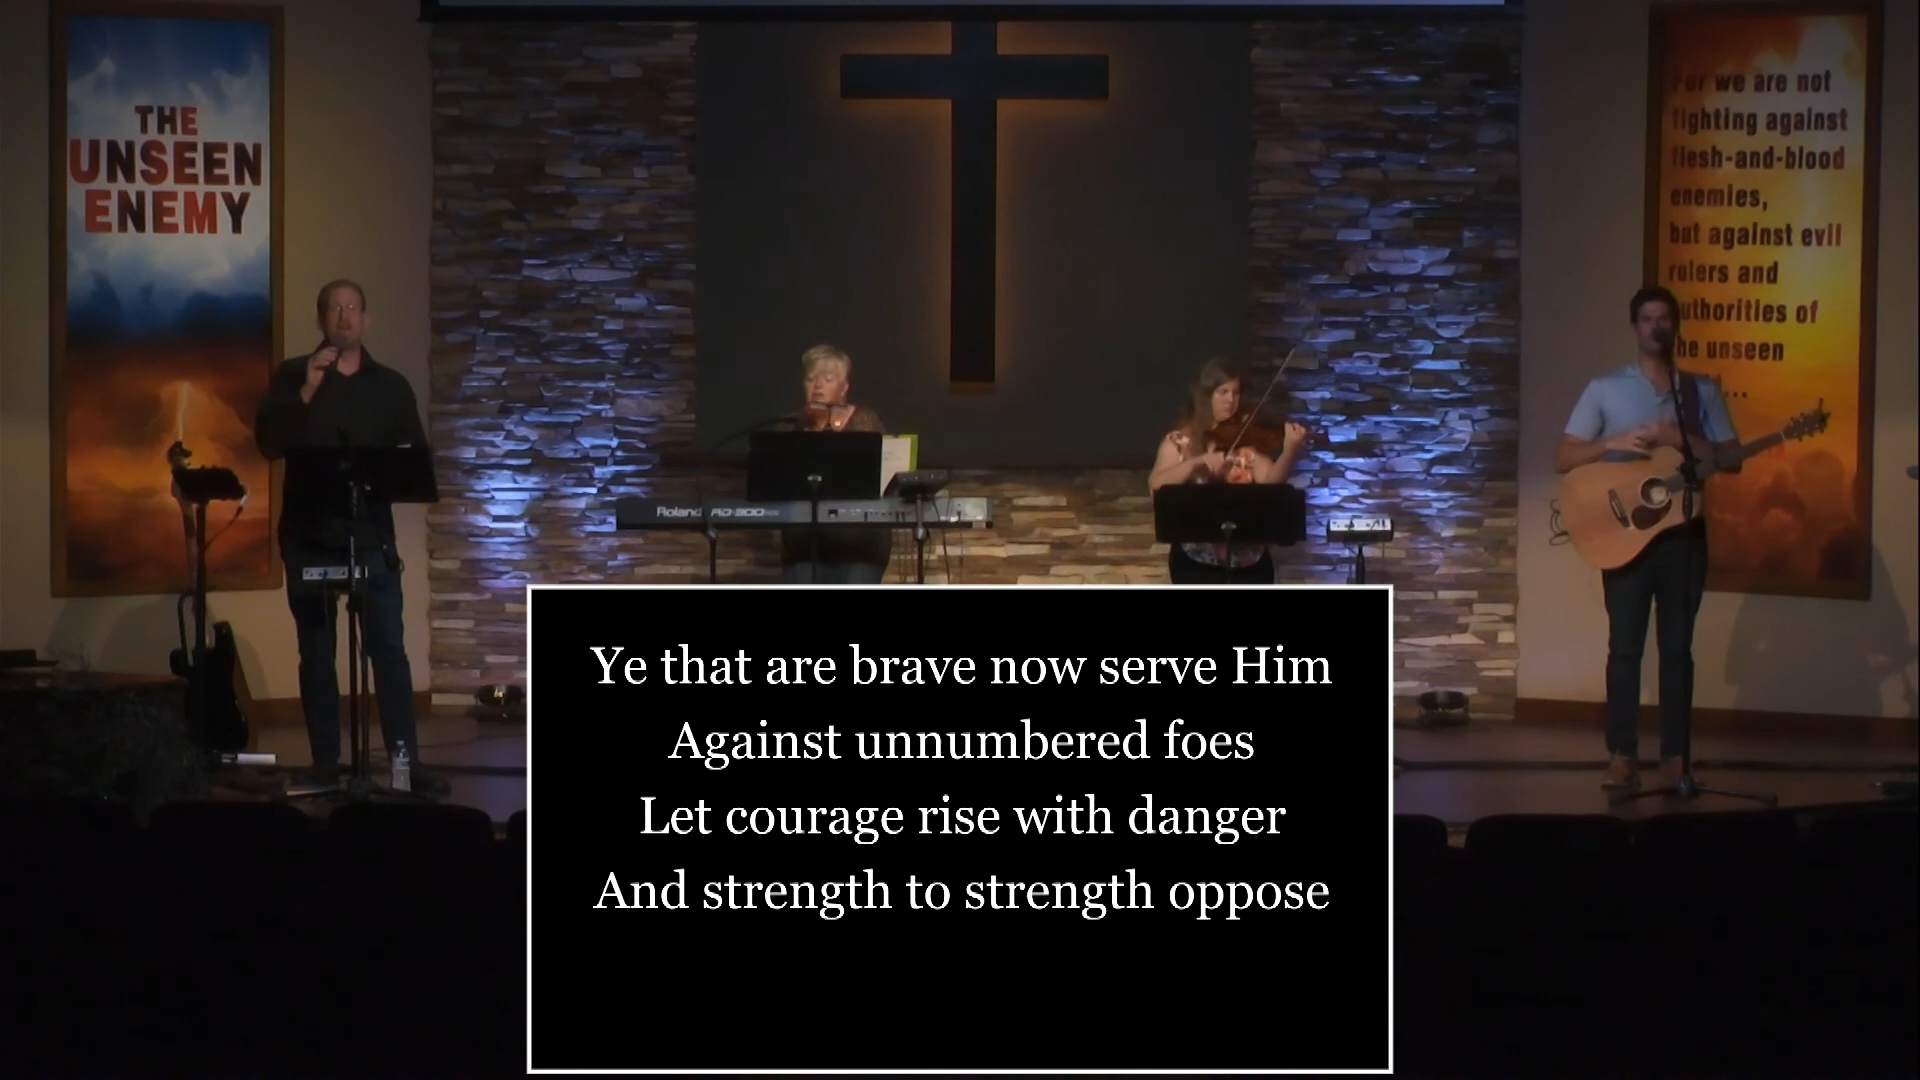 THE
UNSEEN
ENEMY
For we are not
fighting against
flesh-and-blood
enemies,
but against evil
rulers and
authorities of
the unseen
...
Roland RD-300
Ye that are brave now serve Him
Against unnumbered foes
Let courage rise with danger
And strength to strength oppose